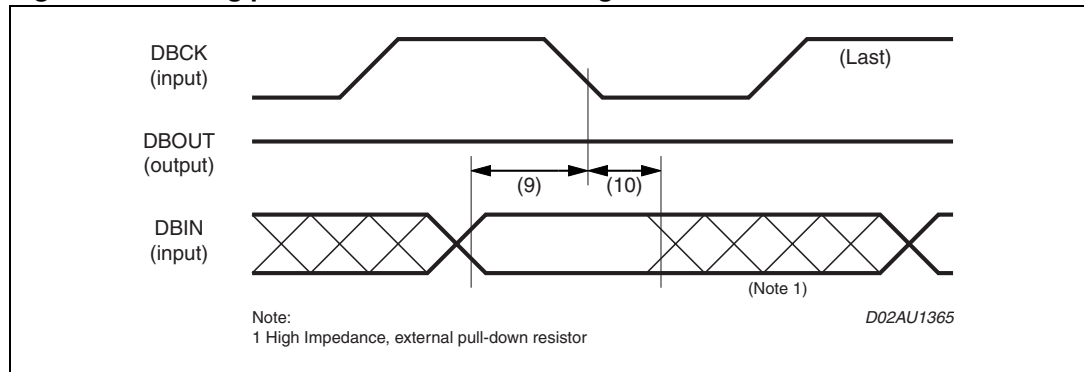 DBCK
(input)
(Last)
DBOUT
(output)
(9)
(10)
DBIN
(input)
(Note 1)
Note:
1 High Impedance, external pull-down resistor
D02AU1365